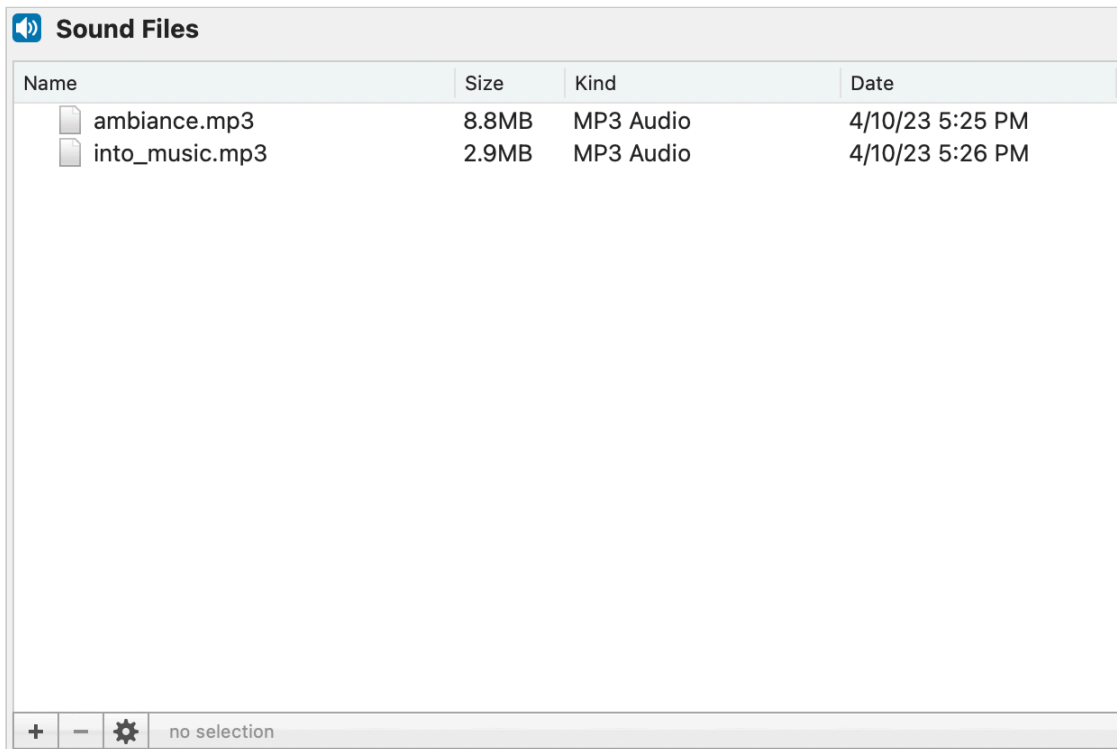 Sound Files
Name Size Kind Date
ambiance.mp3 8.8MB MP3 Audio 4/10/23 5:25 PM
into_music.mp3 2.9MB MP3 Audio 4/10/23 5:26 PM
no selection